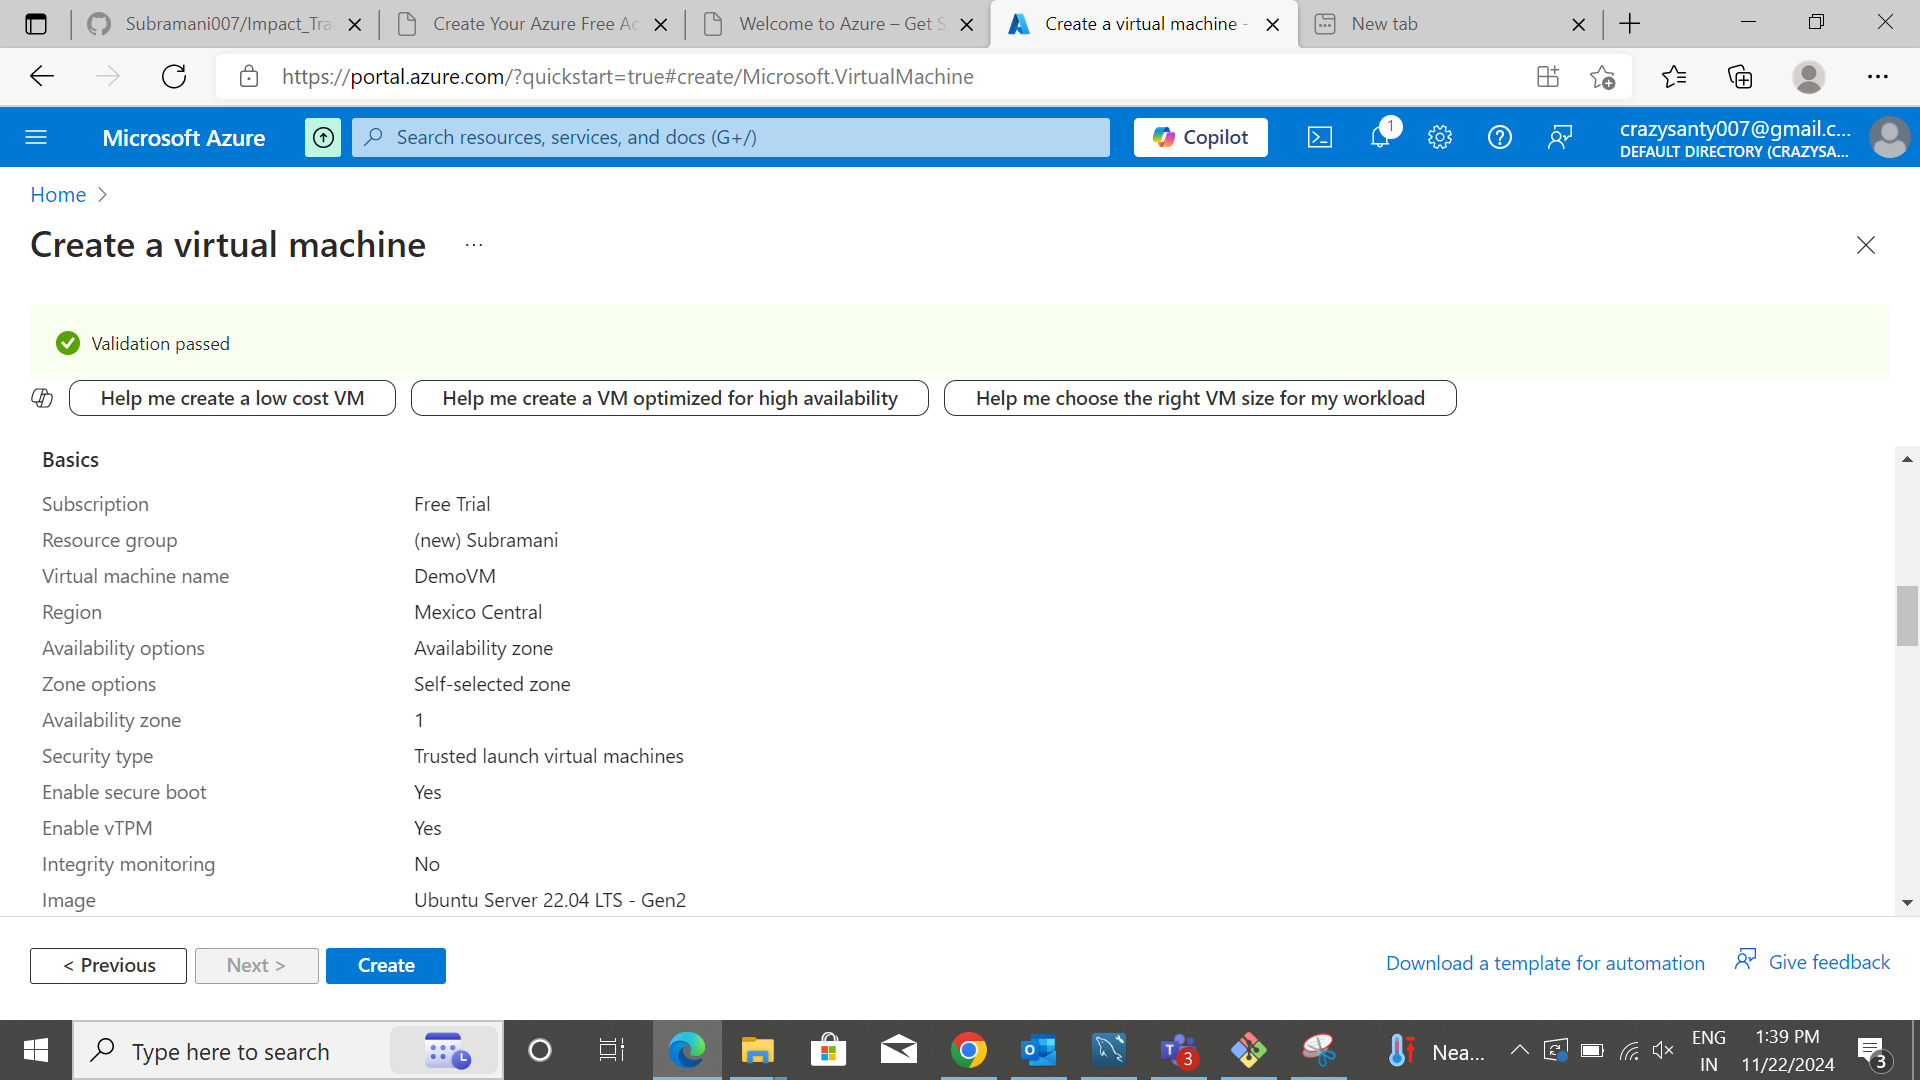 Subramani007/Impact_Tra
Create Your Azure Free Ac
Welcome to Azure – Get S
Create a virtual machine -
New tab
https://portal.azure.com/?quickstart=true#create/Microsoft.VirtualMachine
Microsoft Azure
Search resources, services, and docs (G+/)
Copilot
1
crazysanty007@gmail.c...
DEFAULT DIRECTORY (CRAZYSA...
Home >
Create a virtual machine ...
Validation passed
Help me create a low cost VM
Help me create a VM optimized for high availability
Help me choose the right VM size for my workload
Basics
Subscription Free Trial
Resource group (new) Subramani
Virtual machine name DemoVM
Region Mexico Central
Availability options Availability zone
Zone options Self-selected zone
Availability zone 1
Security type Trusted launch virtual machines
Enable secure boot Yes
Enable vTPM Yes
Integrity monitoring No
Image Ubuntu Server 22.04 LTS - Gen2
< Previous
Next >
Create
Download a template for automation
Give feedback
Type here to search
3
Nea...
ENG
IN
1:39 PM
11/22/2024
3